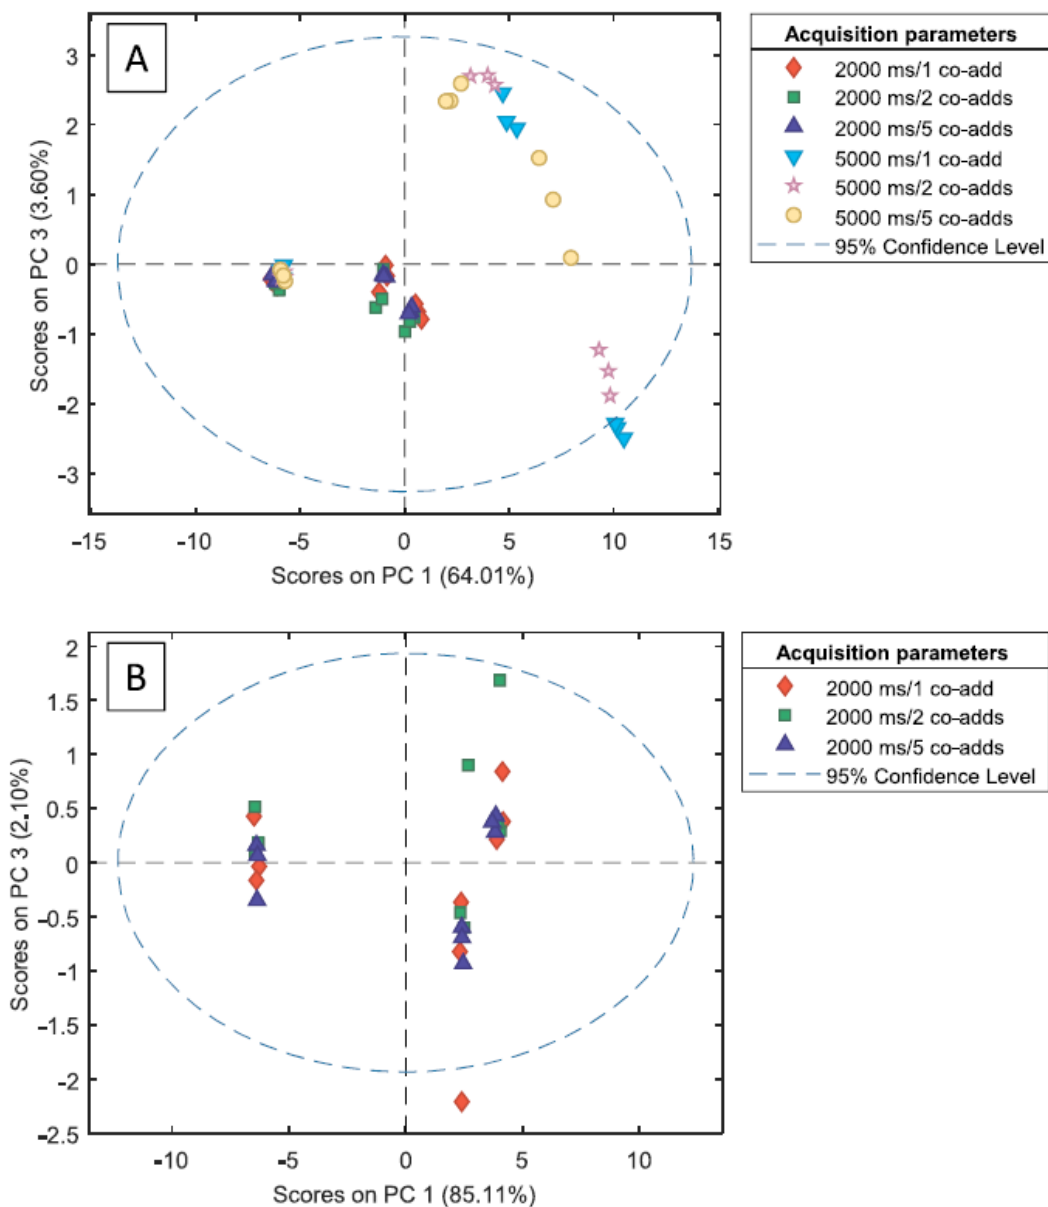 A
3
2
1
0
-1
-2
-3
Scores on PC 3 (3.60%)
-15 -10 -5 0 5 10 15
Scores on PC 1 (64.01%)
Acquisition parameters
2000 ms/1 co-add
2000 ms/2 co-adds
2000 ms/5 co-adds
5000 ms/1 co-add
5000 ms/2 co-adds
5000 ms/5 co-adds
95% Confidence Level
B
2
1.5
1
0.5
0
-0.5
-1
-1.5
-2
-2.5
Scores on PC 3 (2.10%)
-10 -5 0 5 10
Scores on PC 1 (85.11%)
Acquisition parameters
2000 ms/1 co-add
2000 ms/2 co-adds
2000 ms/5 co-adds
95% Confidence Level